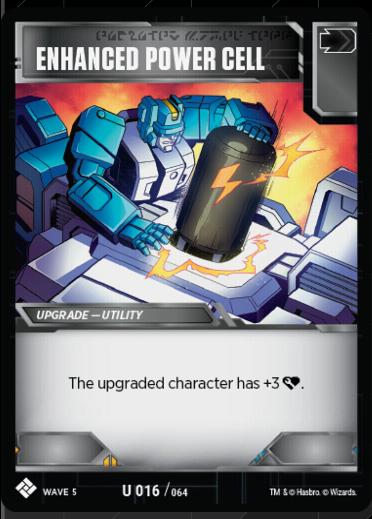 ENHANCED POWER CELL
UPGRADE — UTILITY
The upgraded character has +3 .
WAVE 5 U 016 / 064 TM & © Hasbro. © Wizards.